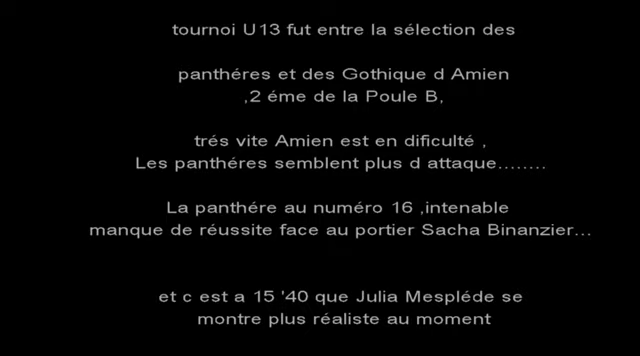 tournoi U13 fut entre la sélection des
panthéres et des Gothique d Amien
,2 éme de la Poule B,
trés vite Amien est en dificulté ,
Les panthéres semblent plus d attaque........
La panthére au numéro 16 ,intenable
manque de réussite face au portier Sacha Binanzier...
et c est a 15 '40 que Julia Mespléde se
montre plus réaliste au moment